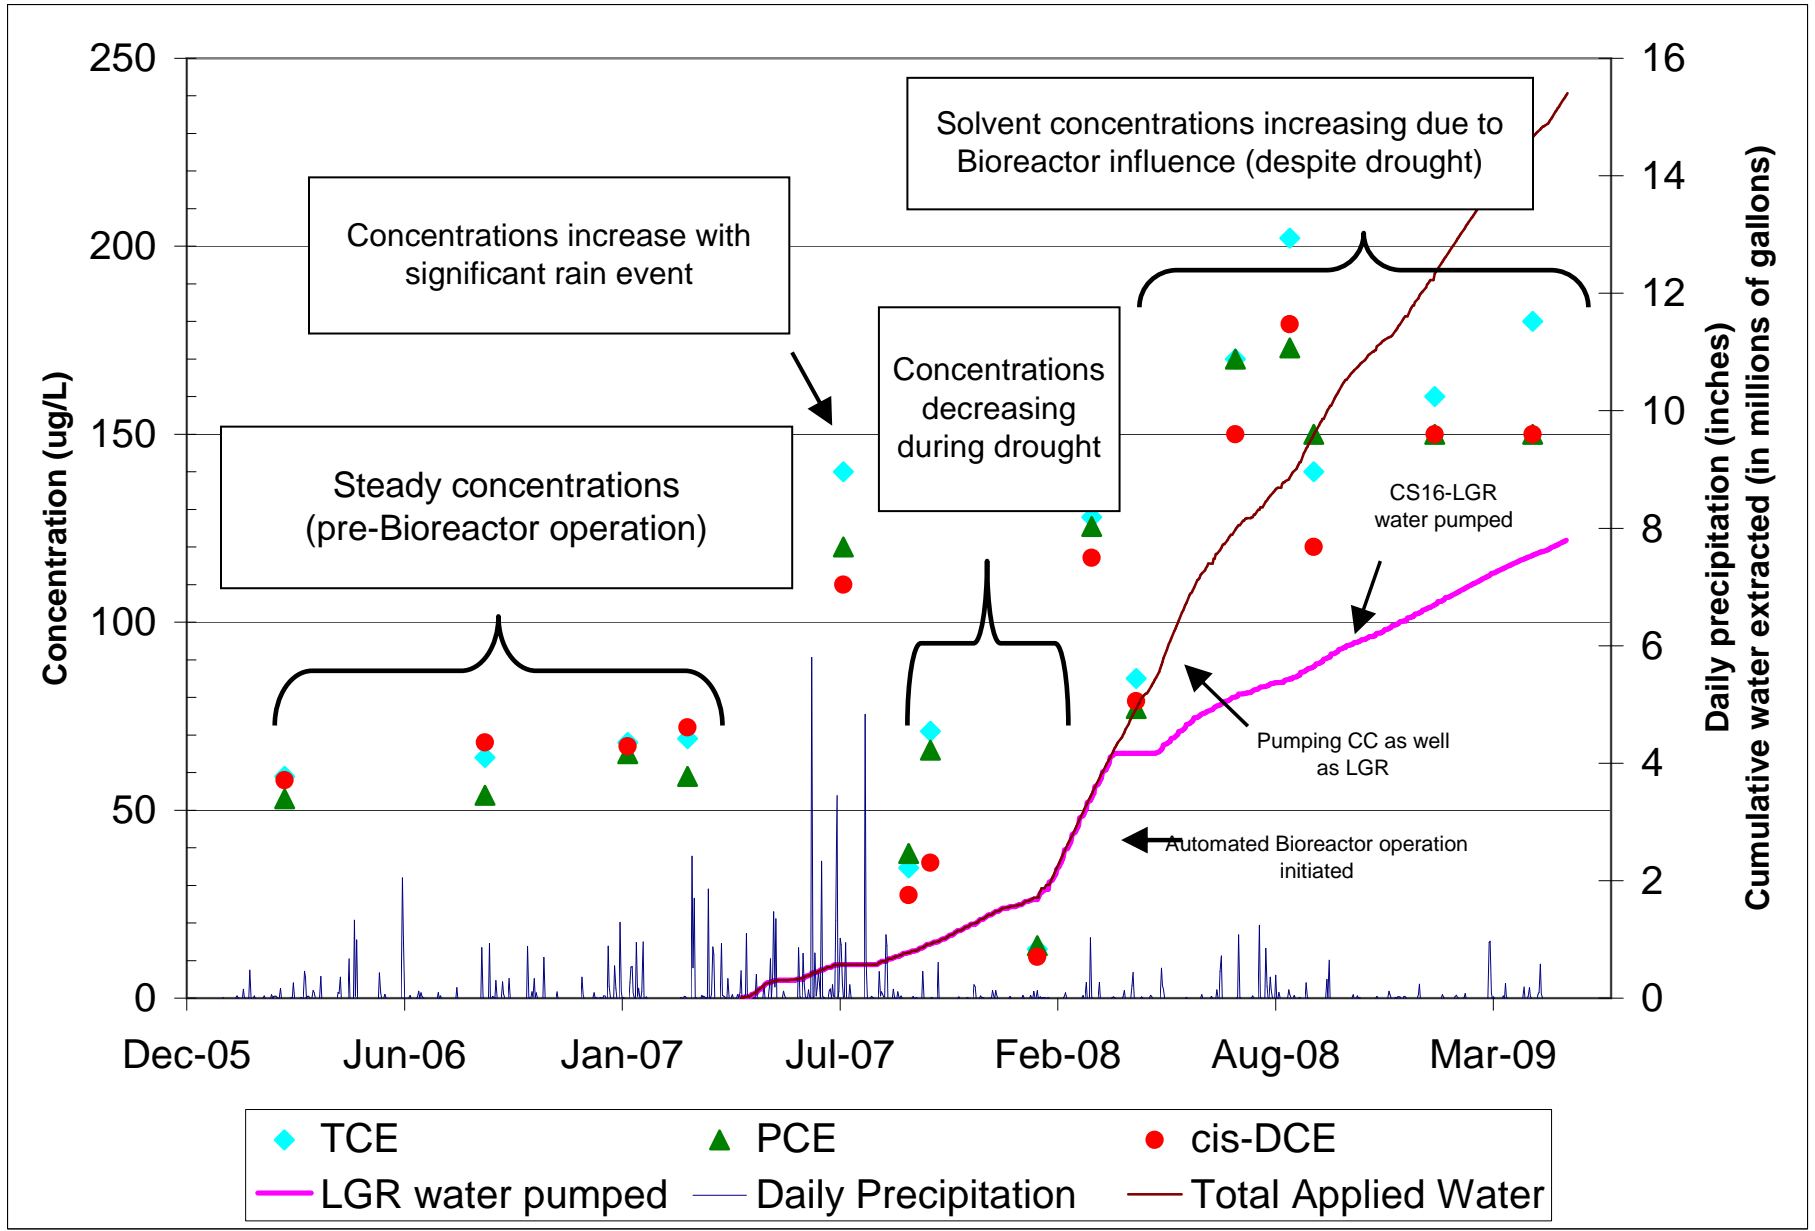 250
200
150
100
50
0
16
14
12
10
8
6
4
2
0
Concentration (ug/L)
Daily precipitation (inches)
Cumulative water extracted (in millions of gallons)
Solvent concentrations increasing due to
Bioreactor influence (despite drought)
Concentrations increase with
significant rain event
Concentrations
decreasing
during drought
Steady concentrations
(pre-Bioreactor operation)
CS16-LGR
water pumped
Pumping CC as well
as LGR
Automated Bioreactor operation
initiated
Dec-05 Jun-06 Jan-07 Jul-07 Feb-08 Aug-08 Mar-09
TCE PCE cis-DCE
LGR water pumped Daily Precipitation Total Applied Water